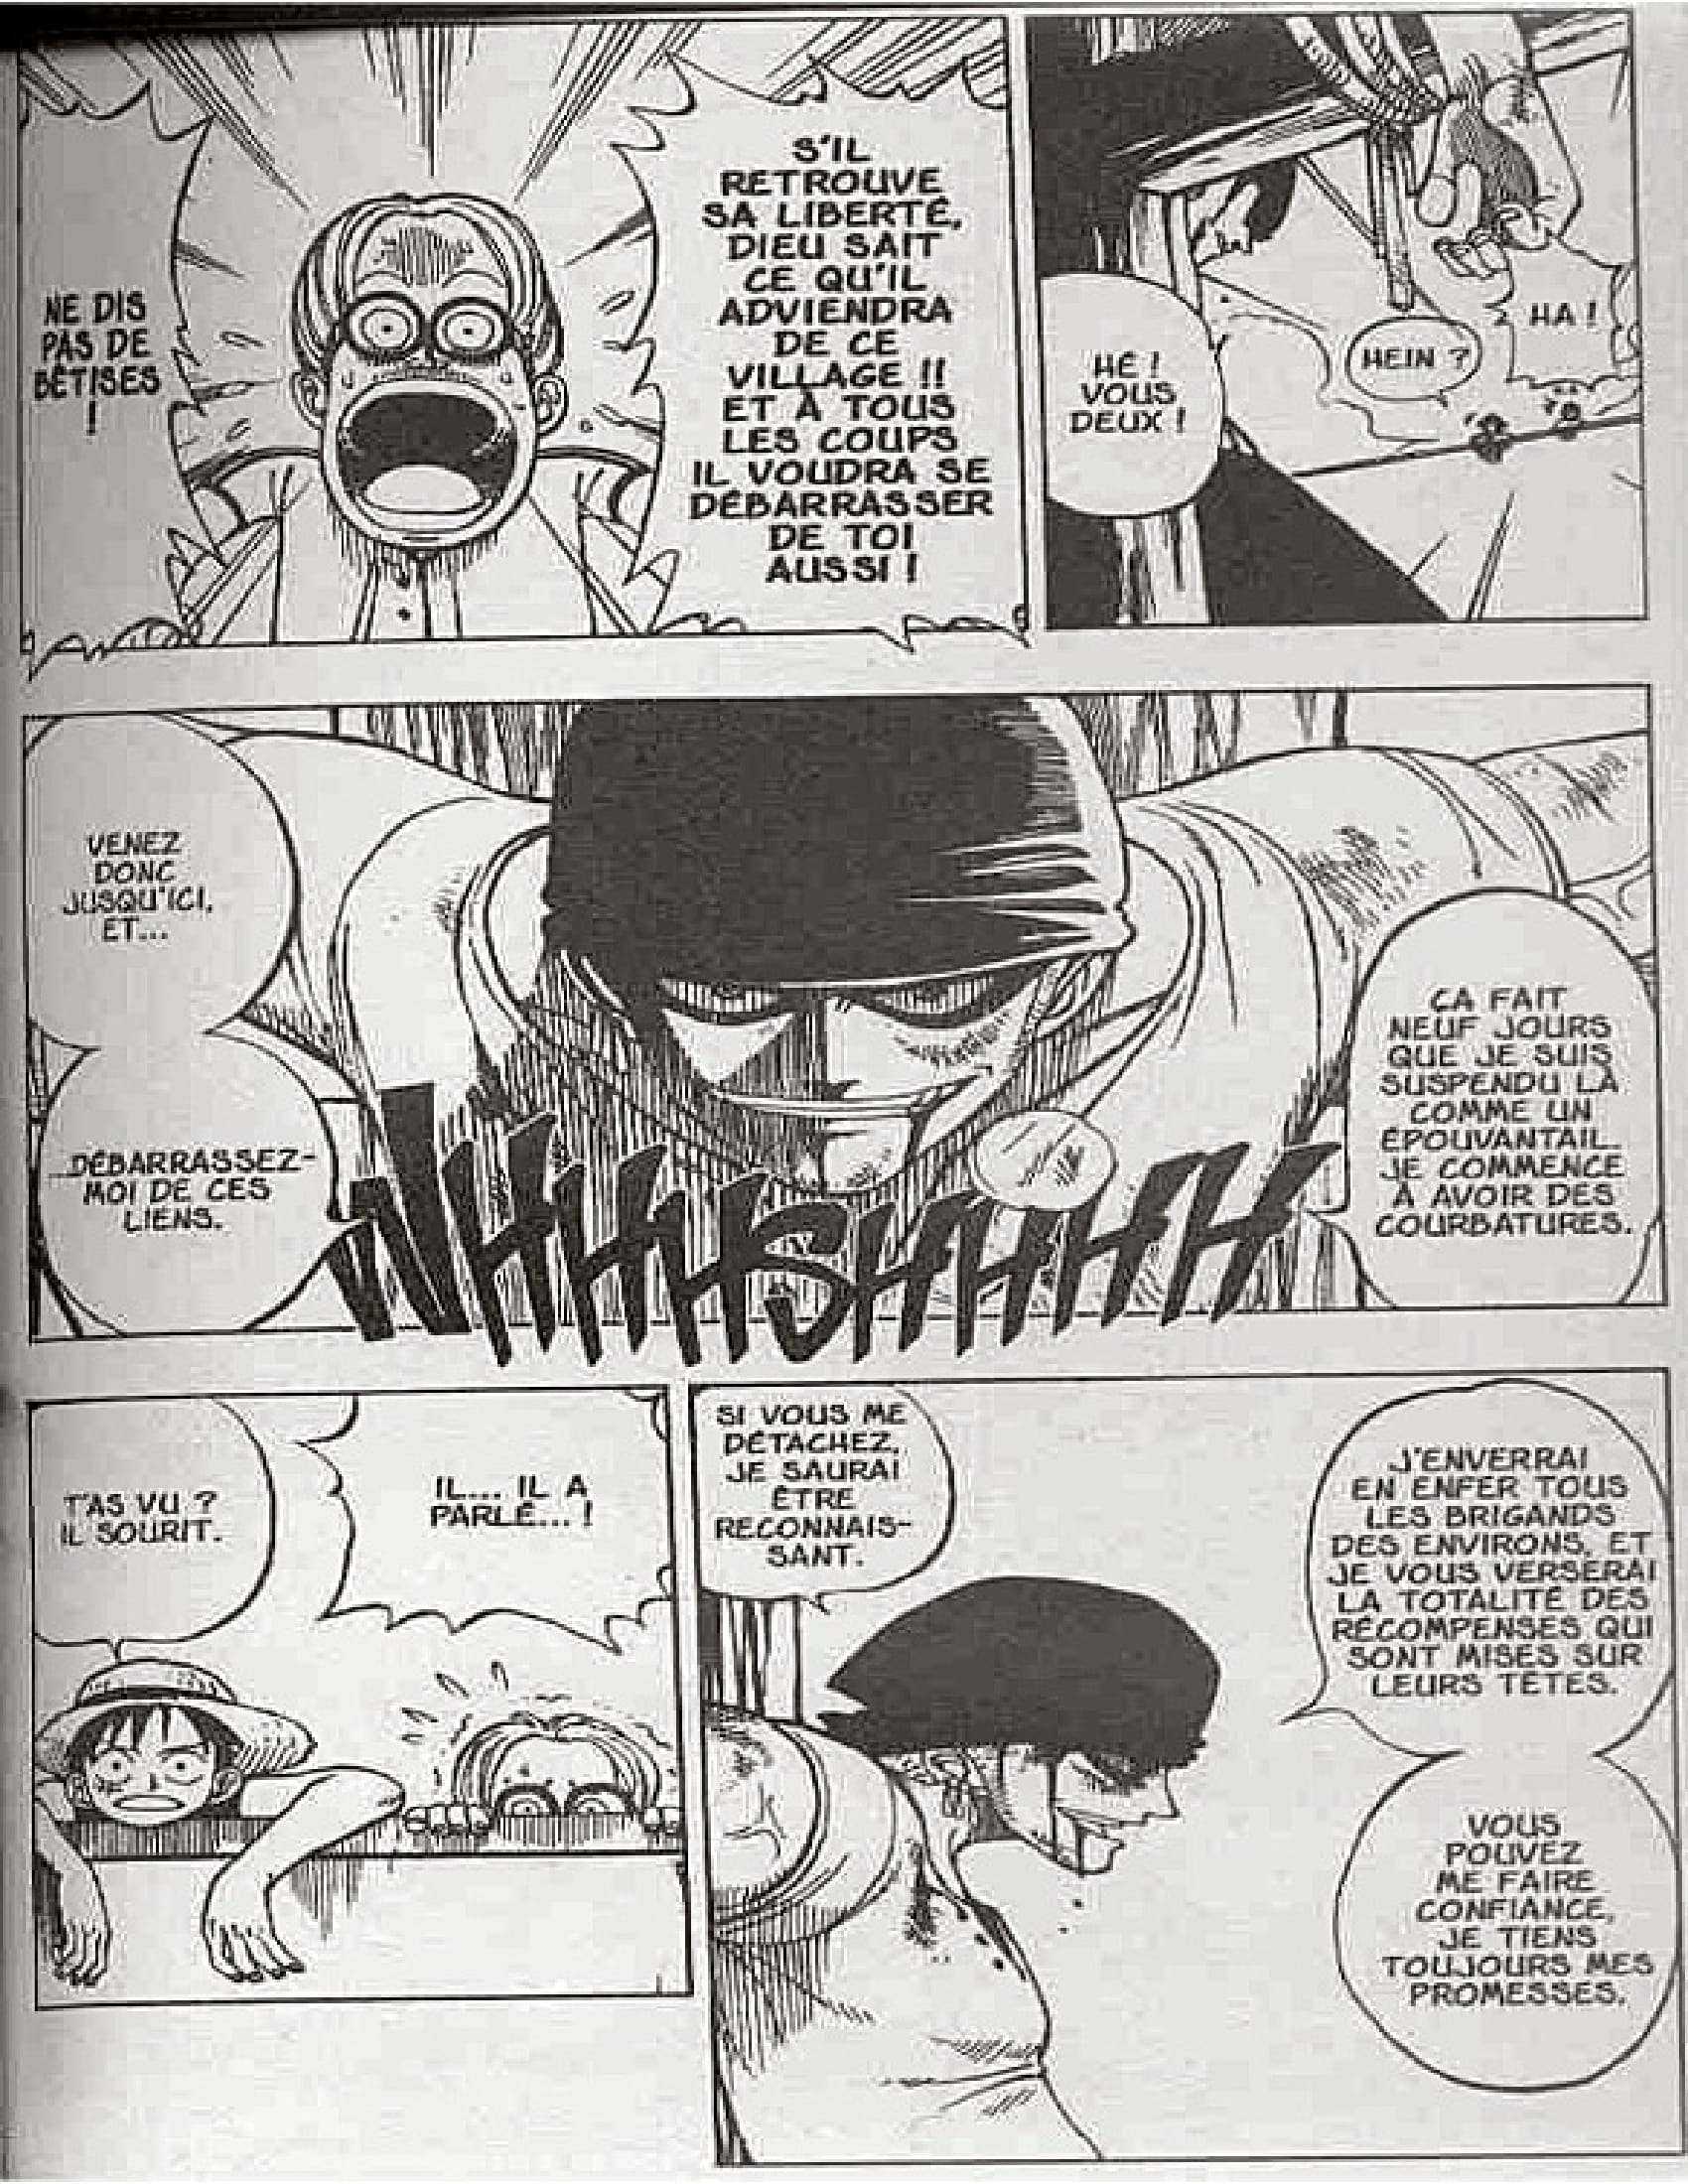 NE DIS
PAS DE
BÊTISES
!
S'IL
RETROUVE
SA LIBERTÉ,
DIEU SAIT
CE QU'IL
ADVIENDRA
DE CE
VILLAGE !!
ET À TOUS
LES COUPS
IL VOUDRA SE
DÉBARRASSER
DE TOI
AUSSI !
HÉ !
VOUS
DEUX !
HEIN ?
HA !
VENEZ
DONC
JUSQU'ICI,
ET...
DÉBARRASSEZ-
MOI DE CES
LIENS.
WHHHSHHHH
ÇA FAIT
NEUF JOURS
QUE JE SUIS
SUSPENDU LÀ
COMME UN
ÉPOUVANTAIL.
JE COMMENCE
À AVOIR DES
COURBATURES.
T'AS VU ?
IL SOURIT.
IL... IL A
PARLÉ... !
SI VOUS ME
DÉTACHEZ,
JE SAURAI
ÊTRE
RECONNAIS-
SANT.
J'ENVERRAI
EN ENFER TOUS
LES BRIGANDS
DES ENVIRONS, ET
JE VOUS VERSERAI
LA TOTALITÉ DES
RÉCOMPENSES QUI
SONT MISES SUR
LEURS TÊTES.
VOUS
POUVEZ
ME FAIRE
CONFIANCE,
JE TIENS
TOUJOURS MES
PROMESSES.